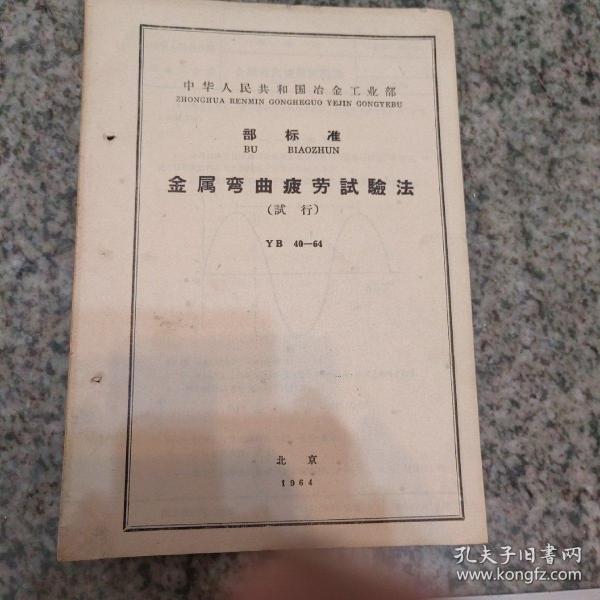 中华人民共和国冶金工业部
ZHONGHUA RENMIN GONGHEGUO YEJIN GONGYEBU
部标准
BU BIAOZHUN
金属弯曲疲劳試驗法
(試行)
YB 40—64
北京
1964
孔夫子旧书网
www.kongfz.com